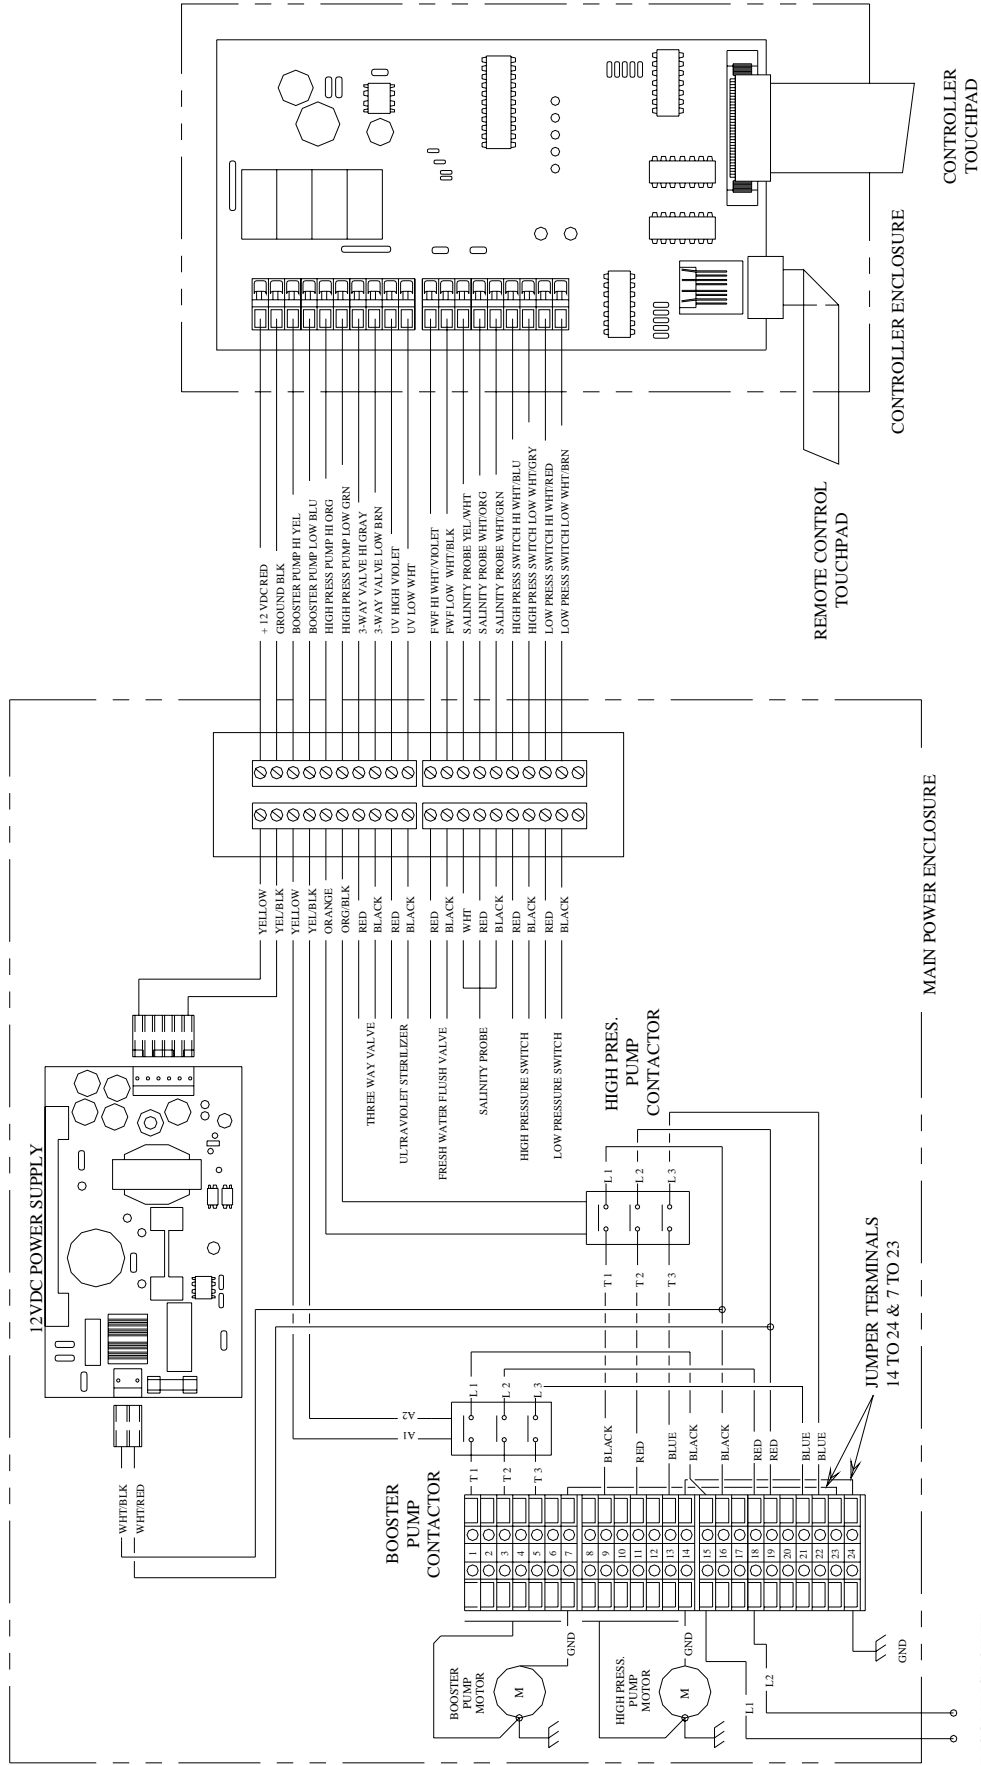 CONTROLLER
TOUCHPAD
CONTROLLER ENCLOSURE
REMOTE CONTROL
TOUCHPAD
+ 12 VDC RED
GROUND BLK
BOOSTER PUMP HI YEL
BOOSTER PUMP LOW BLU
HIGH PRESS PUMP HI ORG
HIGH PRESS PUMP LOW GRN
3-WAY VALVE HI GRAY
3-WAY VALVE LOW BRN
UV HIGH VIOLET
UV LOW WHT
FWF HI WHT/VIOLET
FWF LOW WHT/BLK
SALINITY PROBE YEL/WHT
SALINITY PROBE WHT/ORG
SALINITY PROBE WHT/GRN
HIGH PRESS SWITCH HI WHT/BLU
HIGH PRESS SWITCH LOW WHT/GRY
LOW PRESS SWITCH HI WHT/RED
LOW PRESS SWITCH LOW WHT/BRN
MAIN POWER ENCLOSURE
YELLOW
YEL/BLK
YELLOW
YEL/BLK
ORANGE
ORG/BLK
RED
BLACK
RED
BLACK
RED
BLACK
WHT
RED
BLACK
RED
BLACK
RED
BLACK
THREE WAY VALVE
ULTRAVIOLET STERILIZER
FRESH WATER FLUSH VALVE
SALINITY PROBE
HIGH PRESSURE SWITCH
LOW PRESSURE SWITCH
12VDC POWER SUPPLY
HIGH PRES.
PUMP
CONTACTOR
L 1
L 2
L 3
T 1
T 2
T 3
JUMPER TERMINALS
14 TO 24 & 7 TO 23
WHT/BLK
WHT/RED
A2
A1
L 1
L 2
L 3
T 1
T 2
T 3
BOOSTER
PUMP
CONTACTOR
BLACK
RED
BLUE
BLACK
BLACK
RED
RED
BLUE
BLUE
1
2
3
4
5
6
7
8
9
10
11
12
13
14
15
16
17
18
19
20
21
22
23
24
BOOSTER
PUMP
MOTOR
M
GND
HIGH PRESS.
PUMP
MOTOR
M
GND
L1
L2
GND